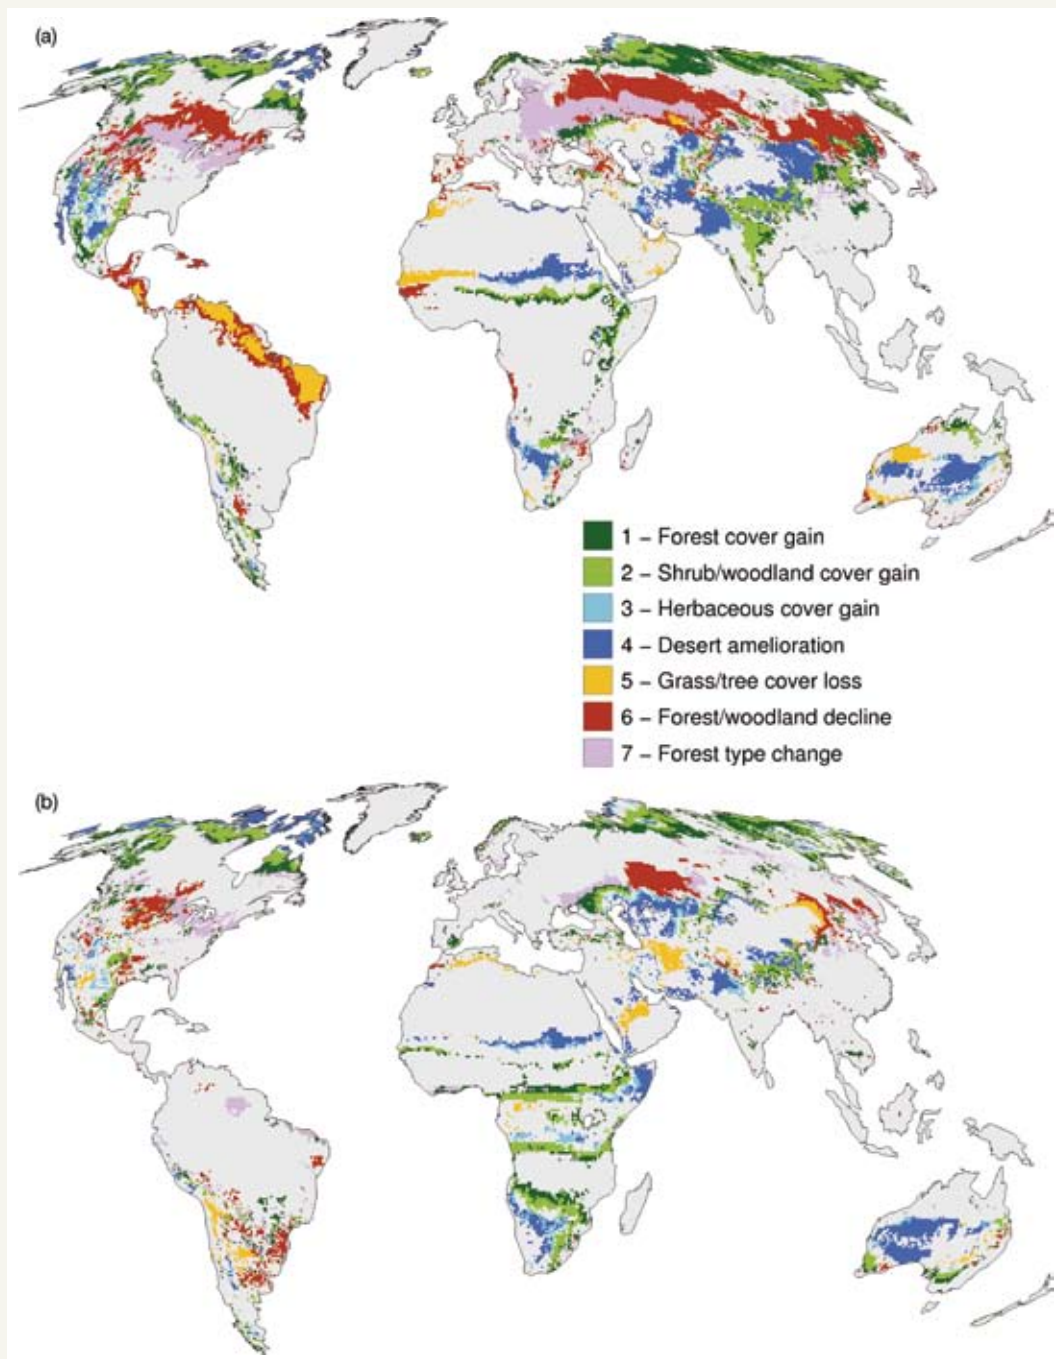 (a)
1 – Forest cover gain
2 – Shrub/woodland cover gain
3 – Herbaceous cover gain
4 – Desert amelioration
5 – Grass/tree cover loss
6 – Forest/woodland decline
7 – Forest type change
(b)